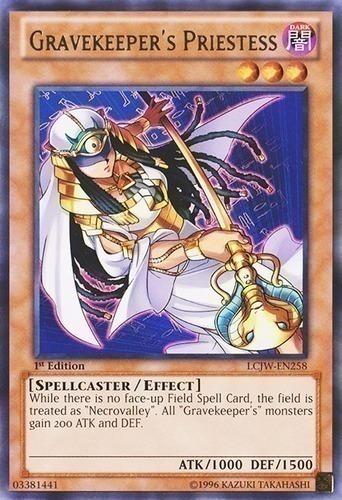 GRAVEKEEPER'S PRIESTESS
DARK
闇
1st Edition
LCJW-EN258
[SPELLCASTER / EFFECT]
While there is no face-up Field Spell Card, the field is
treated as "Necrovalley". All "Gravekeeper's" monsters
gain 200 ATK and DEF.
ATK/1000 DEF/1500
03381441
©1996 KAZUKI TAKAHASHI